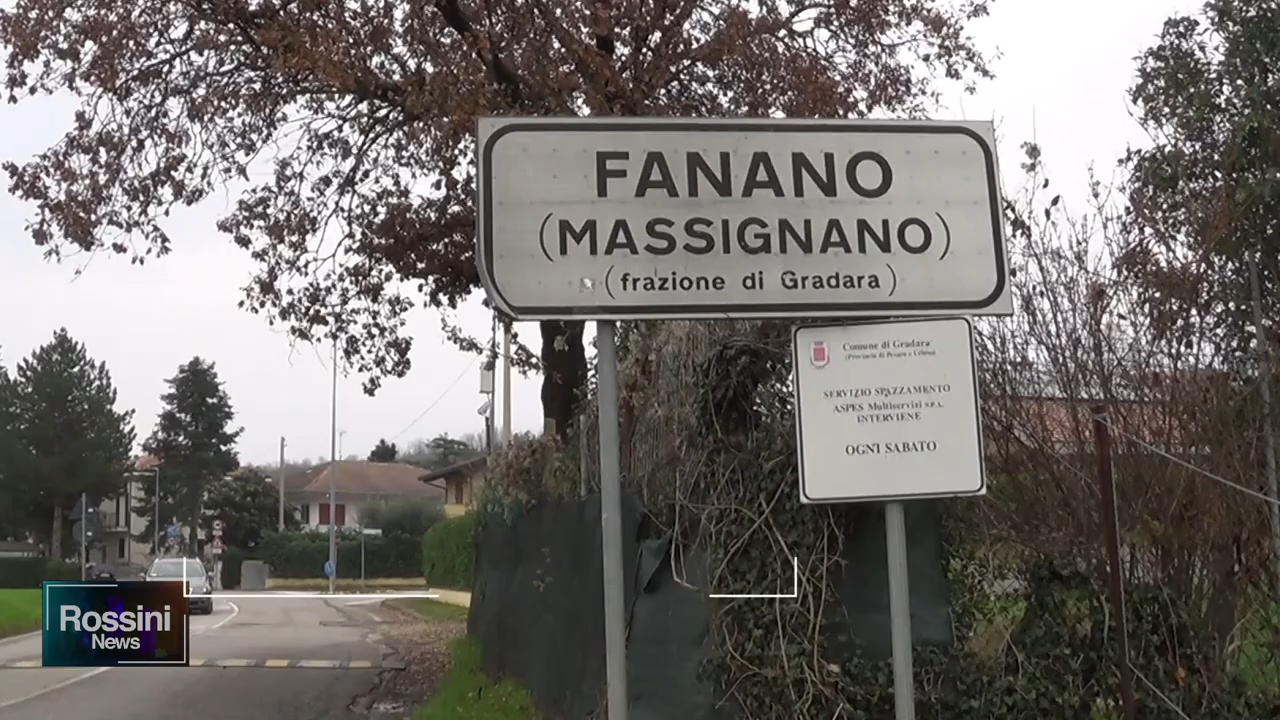 FANANO
(MASSIGNANO)
(frazione di Gradara)
Comune di Gradara
(Provincia di Pesaro e Urbino)
SERVIZIO SPAZZAMENTO
ASPES Multiservizi S.P.A.
INTERVIENE
OGNI SABATO
Rossini
News